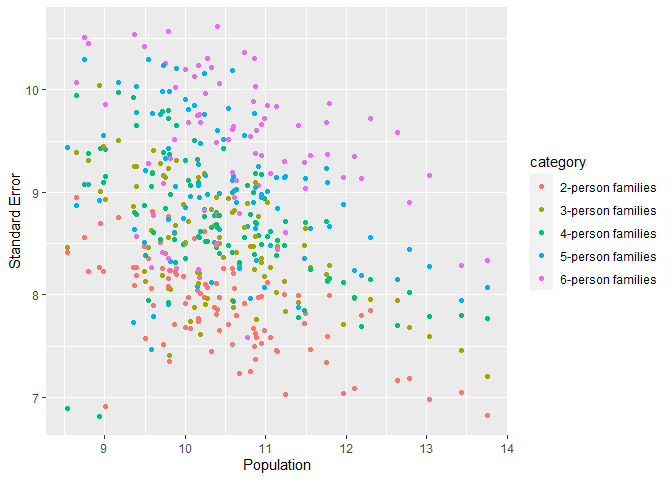 Standard Error
10
9
8
7
9
10
11
12
13
14
Population
category
2-person families
3-person families
4-person families
5-person families
6-person families